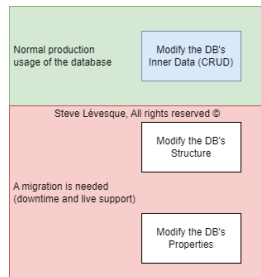 Normal production
usage of the database
Modify the DB's
Inner Data (CRUD)
Steve Lévesque, All rights reserved ©
Modify the DB's
Structure
A migration is needed
(downtime and live support)
Modify the DB's
Properties